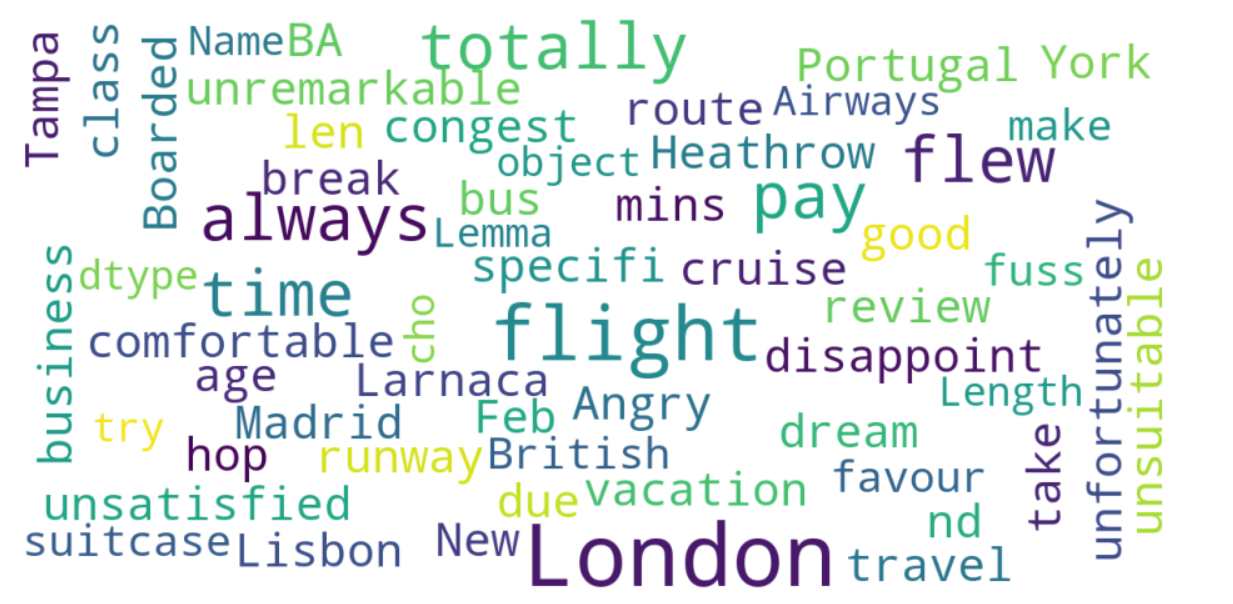 Tampa
class
Boarded
Name
BA
totally
Portugal
York
unremarkable
route
Airways
len
congest
make
object
Heathrow
flew
break
bus
mins
pay
always
Lemma
good
unfortunately
business
dtype
time
specifi
cruise
fuss
unsuitable
cho
flight
review
comfortable
disappoint
age
Larnaca
Length
try
Madrid
Feb
Angry
dream
take
hop
runway
British
favour
unsatisfied
due
vacation
nd
suitcase
Lisbon
New
London
travel